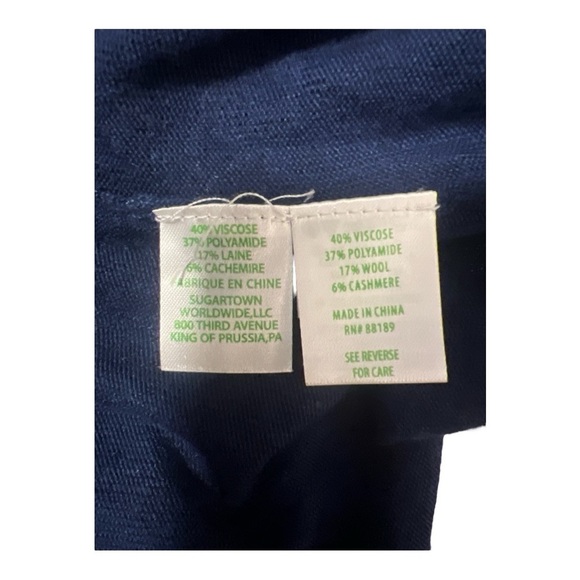 40% VISCOSE
37% POLYAMIDE
17% LAINE
6% CACHEMIRE
FABRIQUE EN CHINE
SUGARTOWN
WORLDWIDE,LLC
800 THIRD AVENUE
KING OF PRUSSIA,PA
40% VISCOSE
37% POLYAMIDE
17% WOOL
6% CASHMERE
MADE IN CHINA
RN# 88189
SEE REVERSE
FOR CARE